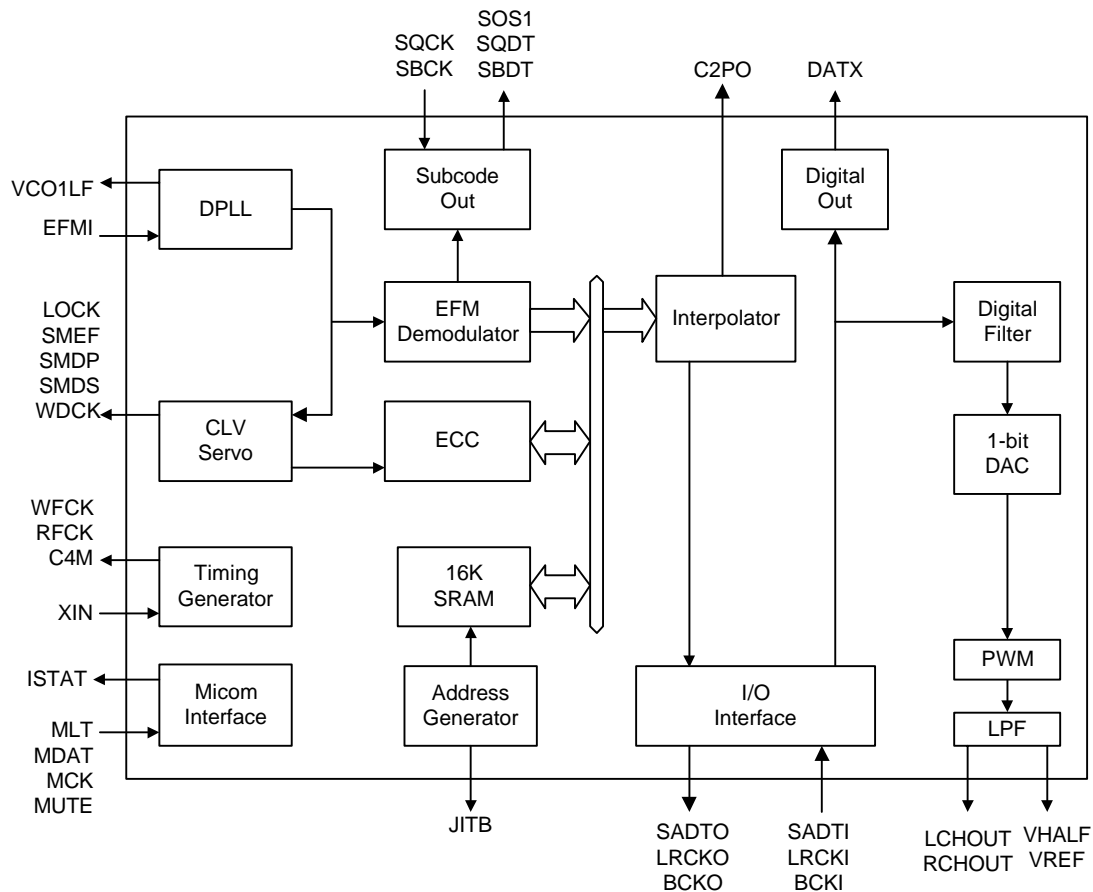 SOS1
SQCK
SQDT
SBCK
SBDT
C2PO
DATX
VCO1LF
EFMI
DPLL
Subcode
Out
Digital
Out
LOCK
SMEF
SMDP
SMDS
WDCK
EFM
Demodulator
Interpolator
Digital
Filter
CLV
Servo
ECC
1-bit
DAC
WFCK
RFCK
C4M
XIN
Timing
Generator
16K
SRAM
ISTAT
MLT
MDAT
MCK
MUTE
Micom
Interface
Address
Generator
I/O
Interface
PWM
LPF
JITB
SADTO
LRCKO
BCKO
SADTI
LRCKI
BCKI
LCHOUT
RCHOUT
VHALF
VREF